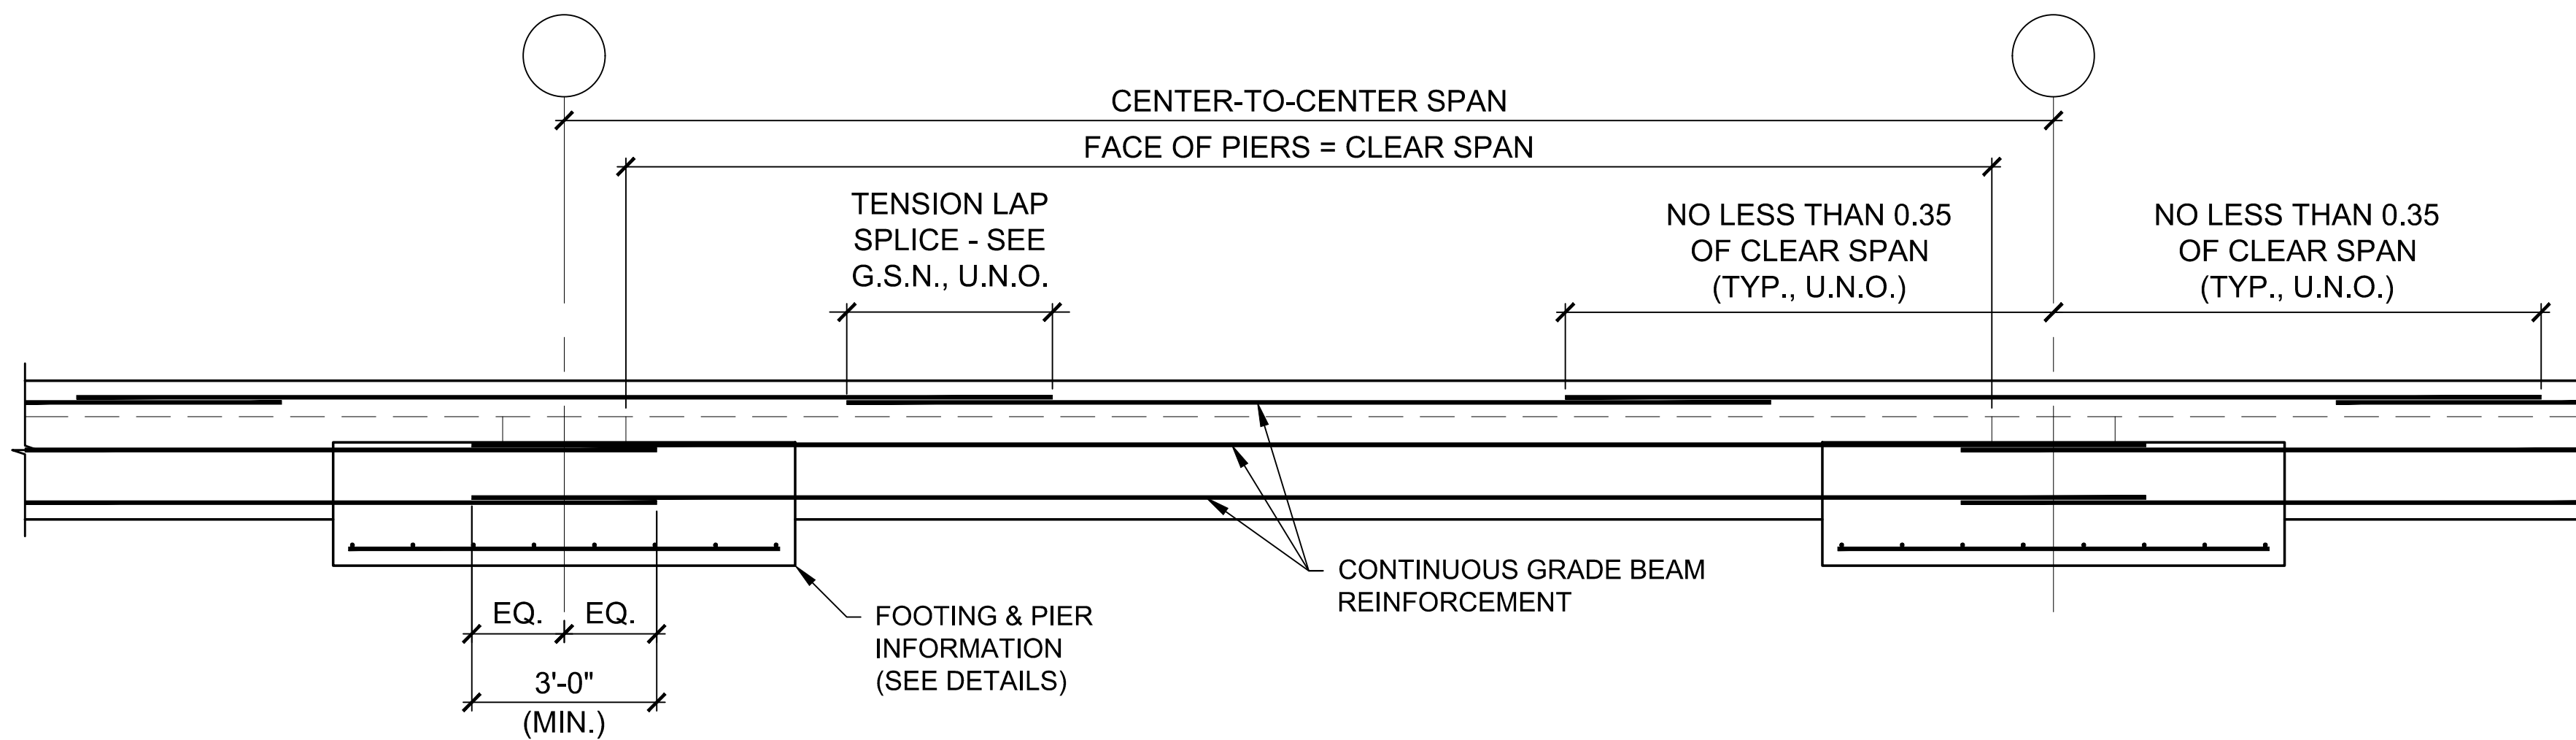 CENTER-TO-CENTER SPAN
FACE OF PIERS = CLEAR SPAN
TENSION LAP
SPLICE - SEE
G.S.N., U.N.O.
NO LESS THAN 0.35
OF CLEAR SPAN
(TYP., U.N.O.)
NO LESS THAN 0.35
OF CLEAR SPAN
(TYP., U.N.O.)
CONTINUOUS GRADE BEAM
REINFORCEMENT
EQ.
EQ.
FOOTING & PIER
INFORMATION
(SEE DETAILS)
3'-0"
(MIN.)